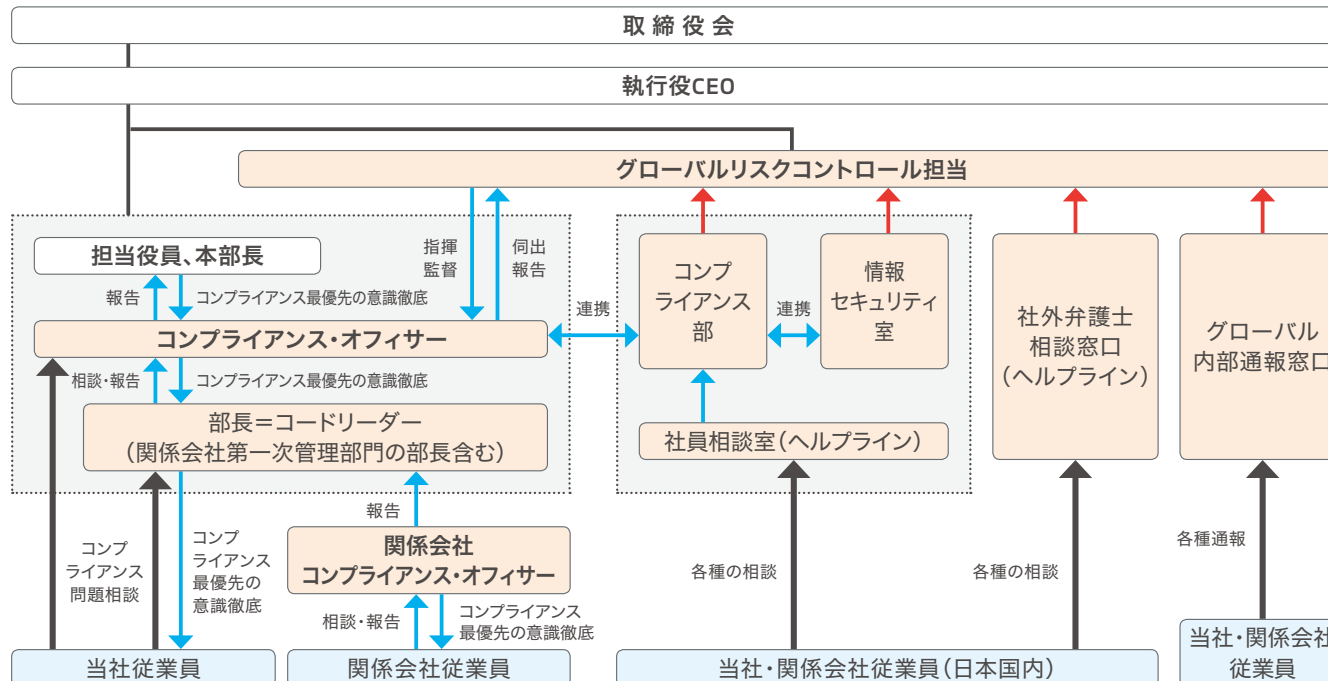 取締役会
執行役CEO
グローバルリスクコントロール担当
担当役員、本部長
報告
コンプライアンス最優先の意識徹底
指揮
監督
伺出
報告
コンプライアンス・オフィサー
相談・報告
コンプライアンス最優先の意識徹底
部長＝コードリーダー
（関係会社第一次管理部門の部長含む）
連携
コンプ
ライアンス
部
連携
情報
セキュリティ
室
社員相談室（ヘルプライン）
社外弁護士
相談窓口
（ヘルプライン）
グローバル
内部通報窓口
コンプ
ライアンス
問題相談
コンプ
ライアンス
最優先の
意識徹底
報告
関係会社
コンプライアンス・オフィサー
相談・報告
コンプライアンス
最優先の意識徹底
各種の相談
各種の相談
各種通報
当社従業員
関係会社従業員
当社・関係会社従業員（日本国内）
当社・関係会社
従業員